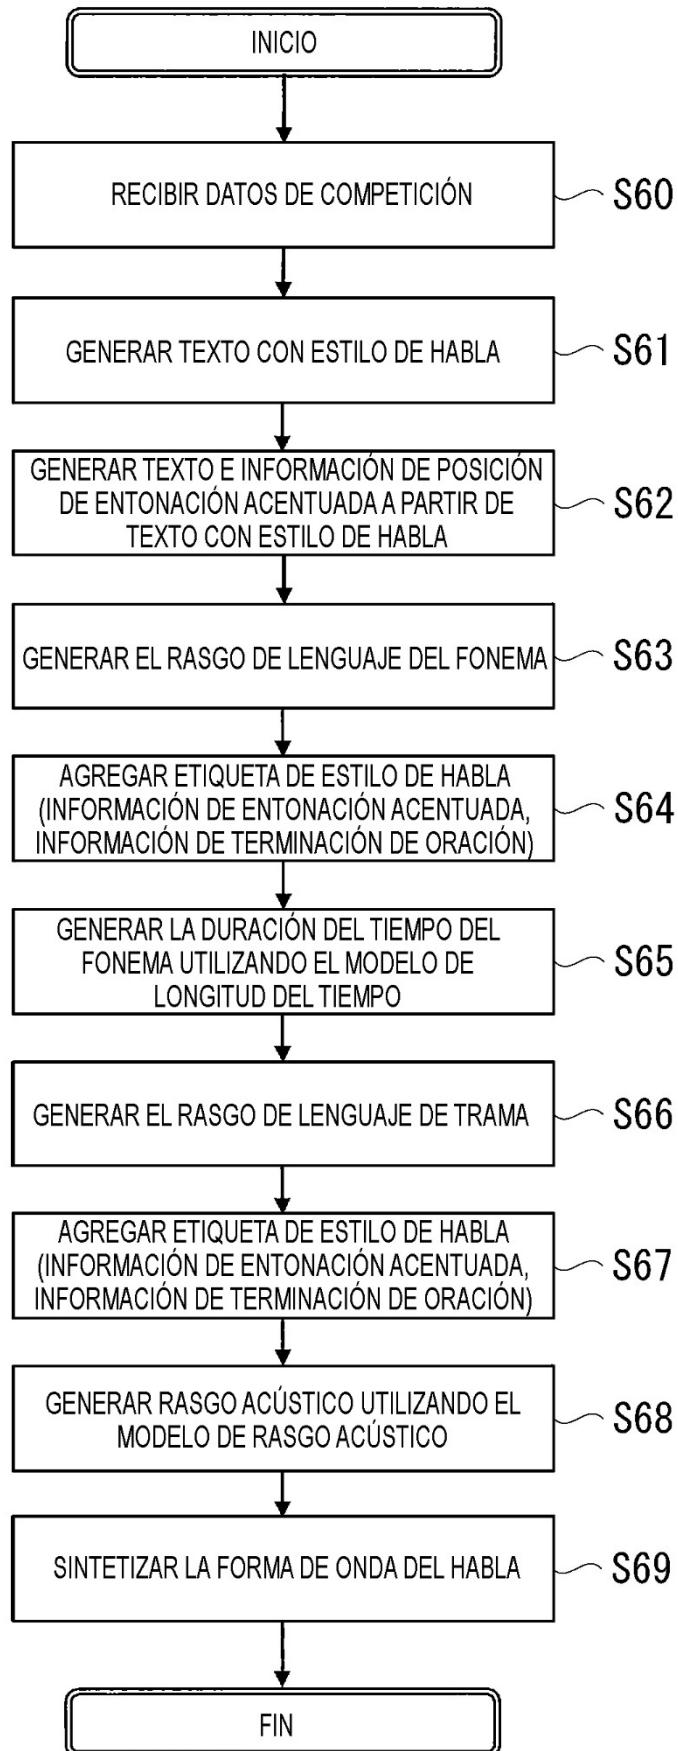 INICIO
RECIBIR DATOS DE COMPETICIÓN
S60
GENERAR TEXTO CON ESTILO DE HABLA
S61
GENERAR TEXTO E INFORMACIÓN DE POSICIÓN
DE ENTONACIÓN ACENTUADA A PARTIR DE
TEXTO CON ESTILO DE HABLA
S62
GENERAR EL RASGO DE LENGUAJE DEL FONEMA
S63
AGREGAR ETIQUETA DE ESTILO DE HABLA
(INFORMACIÓN DE ENTONACIÓN ACENTUADA,
INFORMACIÓN DE TERMINACIÓN DE ORACIÓN)
S64
GENERAR LA DURACIÓN DEL TIEMPO DEL
FONEMA UTILIZANDO EL MODELO DE
LONGITUD DEL TIEMPO
S65
GENERAR EL RASGO DE LENGUAJE DE TRAMA
S66
AGREGAR ETIQUETA DE ESTILO DE HABLA
(INFORMACIÓN DE ENTONACIÓN ACENTUADA,
INFORMACIÓN DE TERMINACIÓN DE ORACIÓN)
S67
GENERAR RASGO ACÚSTICO UTILIZANDO EL
MODELO DE RASGO ACÚSTICO
S68
SINTETIZAR LA FORMA DE ONDA DEL HABLA
S69
FIN